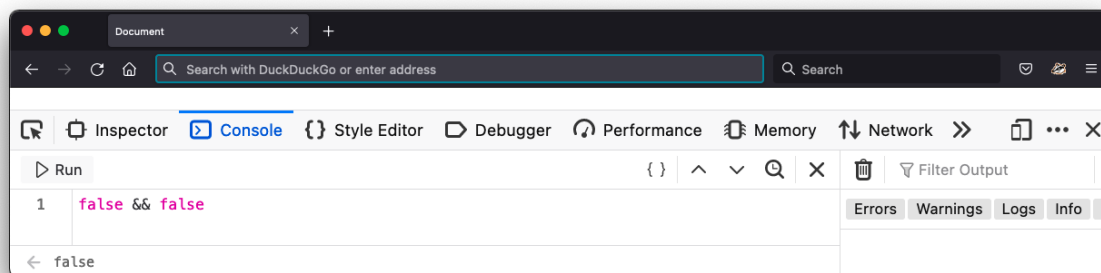 Document
Search with DuckDuckGo or enter address
Search
Inspector
Console
{} Style Editor
Debugger
Performance
Memory
Network
Run
{ }
Filter Output
1 false && false
Errors
Warnings
Logs
Info
false